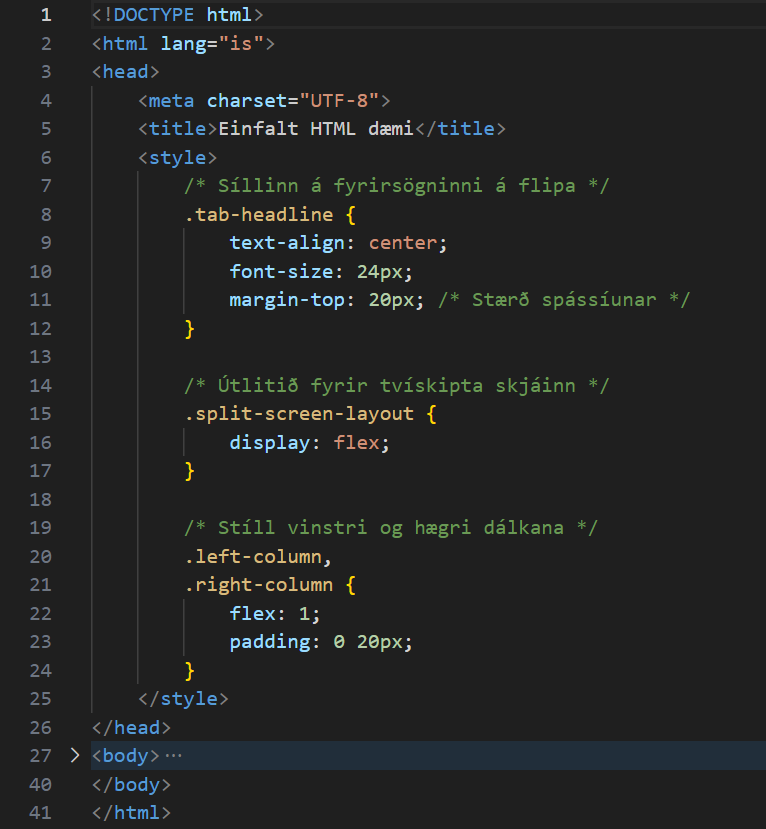 1 <!DOCTYPE html>
2 <html lang="is">
3 <head>
4     <meta charset="UTF-8">
5     <title>Einfalt HTML dæmi</title>
6     <style>
7         /* Síllinn á fyrirsögninni á flipa */
8         .tab-headline {
9             text-align: center;
10             font-size: 24px;
11             margin-top: 20px; /* Stærð spássíunar */
12         }
13
14         /* Útlitið fyrir tvískipta skjáinn */
15         .split-screen-layout {
16             display: flex;
17         }
18
19         /* Stíll vinstri og hægri dálkana */
20         .left-column,
21         .right-column {
22             flex: 1;
23             padding: 0 20px;
24         }
25     </style>
26 </head>
27 > <body>···
40 </body>
41 </html>